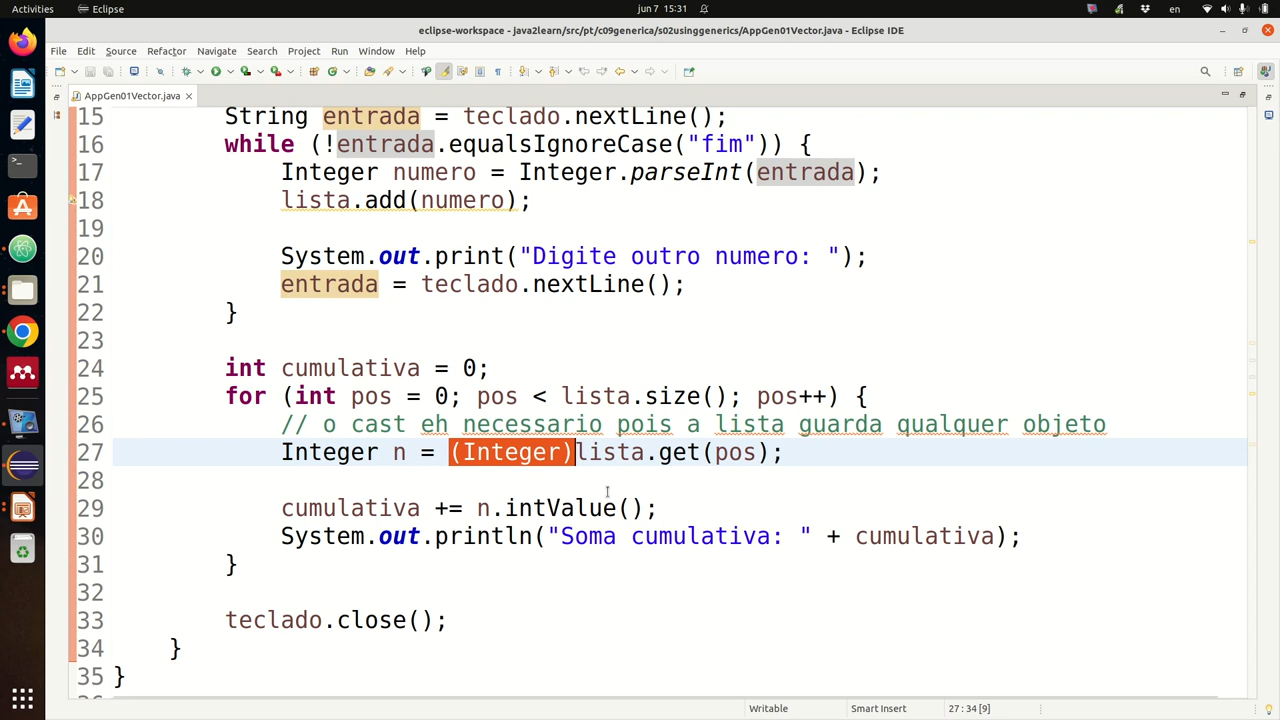 Activities Eclipse jun 7 15:31 en
eclipse-workspace - java2learn/src/pt/c09generica/s02usinggenerics/AppGen01Vector.java - Eclipse IDE
File Edit Source Refactor Navigate Search Project Run Window Help
AppGen01Vector.java
15 String entrada = teclado.nextLine();
16 while (!entrada.equalsIgnoreCase("fim")) {
17 Integer numero = Integer.parseInt(entrada);
18 lista.add(numero);
19
20 System.out.print("Digite outro numero: ");
21 entrada = teclado.nextLine();
22 }
23
24 int cumulativa = 0;
25 for (int pos = 0; pos < lista.size(); pos++) {
26 // o cast eh necessario pois a lista guarda qualquer objeto
27 Integer n = (Integer)lista.get(pos);
28
29 cumulativa += n.intValue();
30 System.out.println("Soma cumulativa: " + cumulativa);
31 }
32
33 teclado.close();
34 }
35 }
Writable Smart Insert 27 : 34 [9]